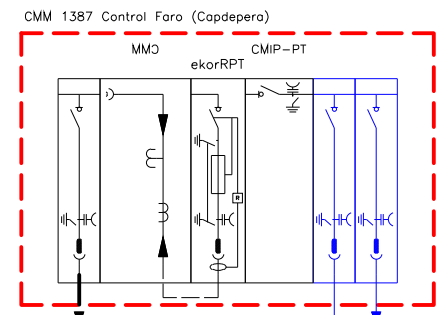 CMM 1387 Control Faro (Capdepera)
CMM CMIP-PT
ekorRPT
R